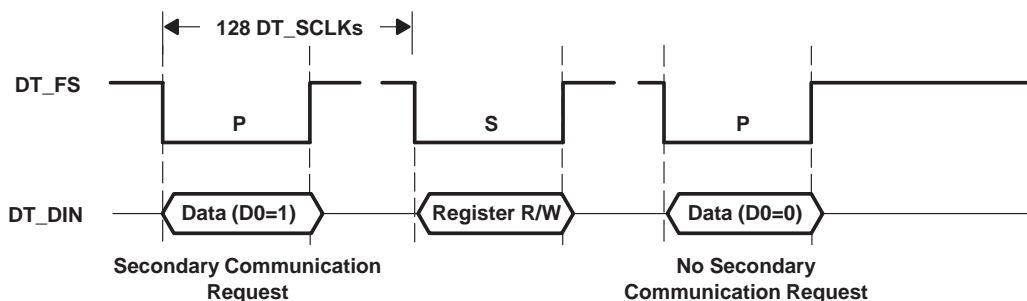 128 DT_SCLKs
DT_FS
P
S
P
DT_DIN
Data (D0=1)
Register R/W
Data (D0=0)
Secondary Communication
Request
No Secondary
Communication Request